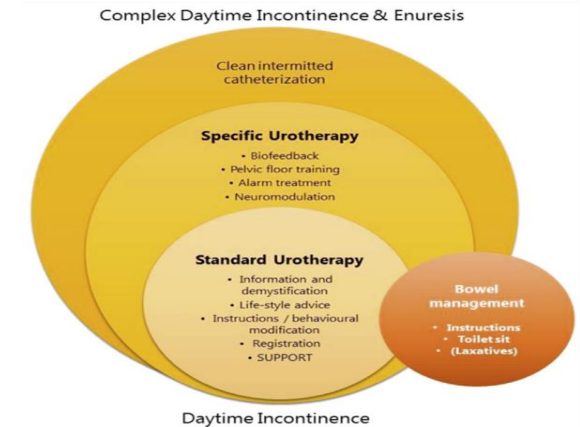 Complex Daytime Incontinence & Enuresis
Clean intermitted
catheterization
Specific Urotherapy
• Biofeedback
• Pelvic floor training
• Alarm treatment
• Neuromodulation
Standard Urotherapy
• Information and
demystification
• Life-style advice
• Instructions / behavioural
modification
• Registration
• SUPPORT
Bowel
management
• Instructions
• Toilet sit
• (Laxatives)
Daytime Incontinence